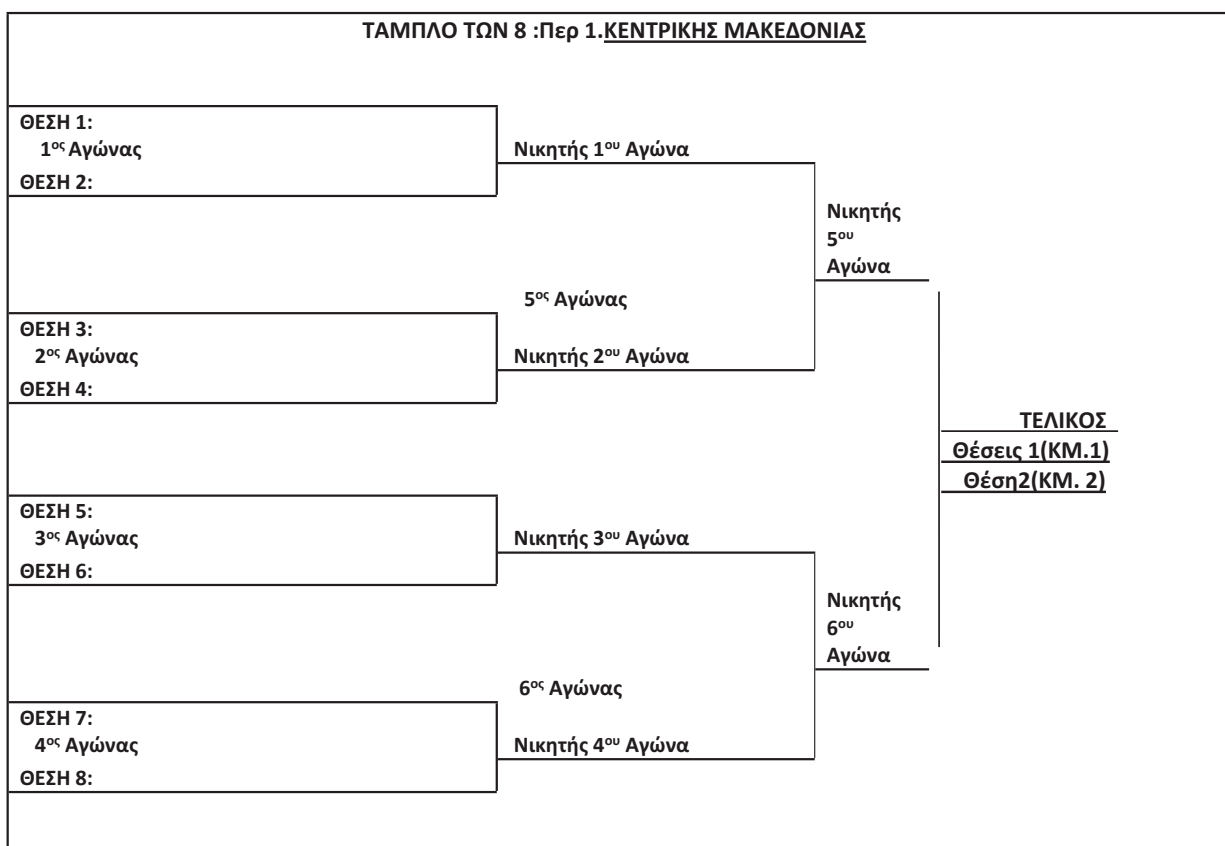 ΤΑΜΠΛΟ ΤΩΝ 8 :Περ 1.ΚΕΝΤΡΙΚΗΣ ΜΑΚΕΔΟΝΙΑΣ
ΘΕΣΗ 1:
1ος Αγώνας
Νικητής 1ου Αγώνα
ΘΕΣΗ 2:
Νικητής
5ου
Αγώνα
5ος Αγώνας
ΘΕΣΗ 3:
2ος Αγώνας
Νικητής 2ου Αγώνα
ΘΕΣΗ 4:
ΤΕΛΙΚΟΣ
Θέσεις 1(ΚΜ.1)
Θέση2(ΚΜ. 2)
ΘΕΣΗ 5:
3ος Αγώνας
Νικητής 3ου Αγώνα
ΘΕΣΗ 6:
Νικητής
6ου
Αγώνα
6ος Αγώνας
ΘΕΣΗ 7:
4ος Αγώνας
Νικητής 4ου Αγώνα
ΘΕΣΗ 8: